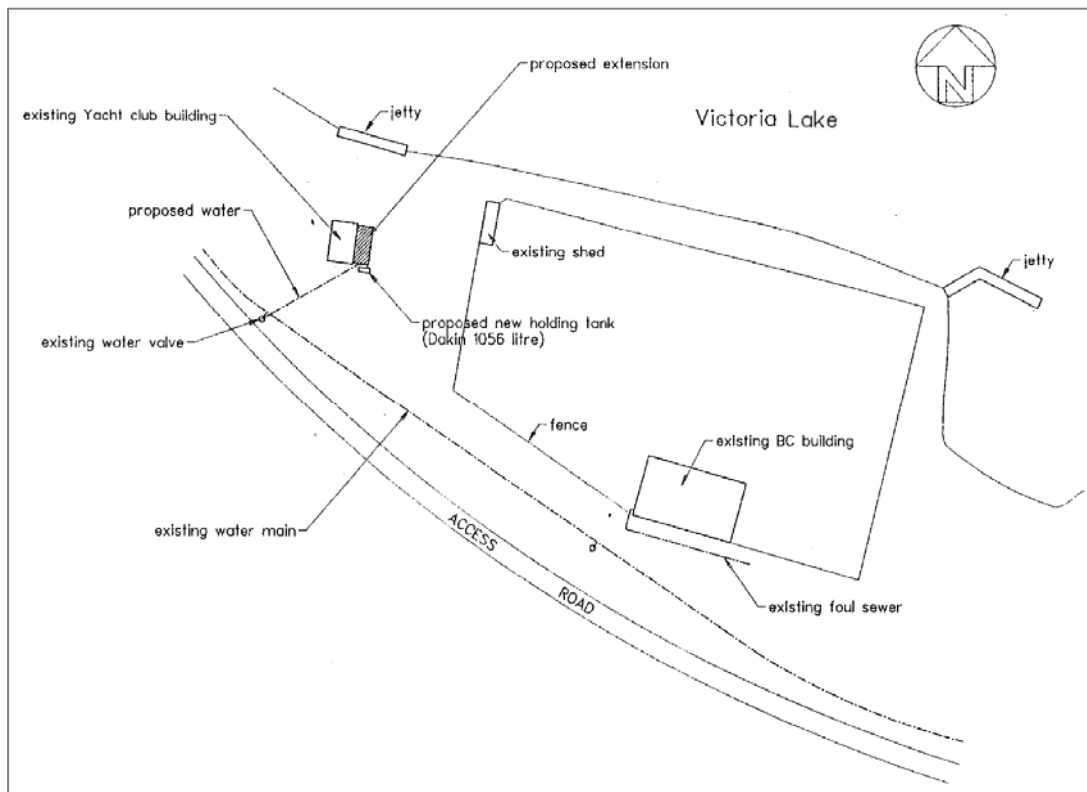 proposed extension
N
jetty
existing Yacht club building
Victoria Lake
proposed water
existing shed
jetty
proposed new holding tank
(Dakin 1056 litre)
existing water valve
fence
existing BC building
existing water main
ACCESS
ROAD
existing foul sewer